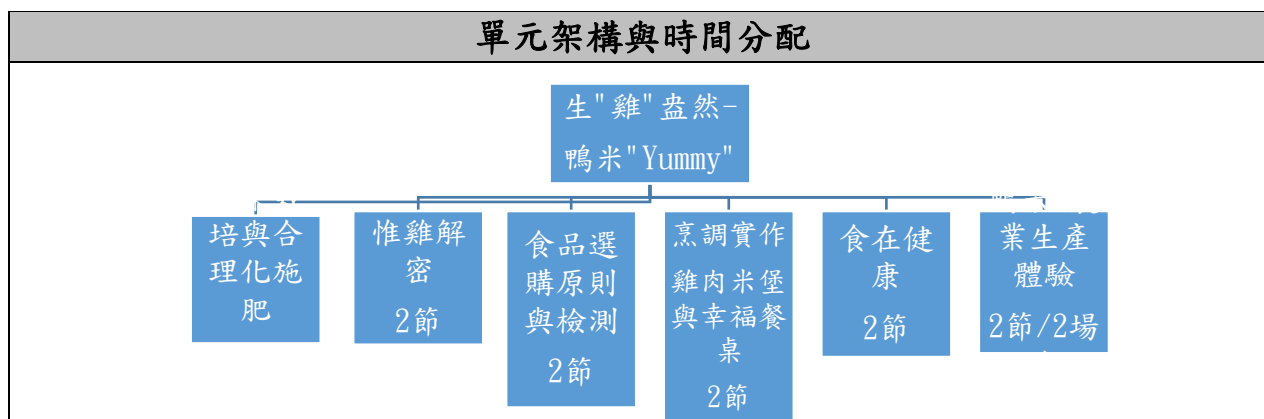 單元架構與時間分配
生"雞"盎然-
鴨米"Yummy"
培與合
理化施
肥
惟雞解
密
2節
食品選
購原則
與檢測
2節
烹調實作
雞肉米堡
與幸福餐
桌
2節
食在健
康
2節
業生產
體驗
2節/2場